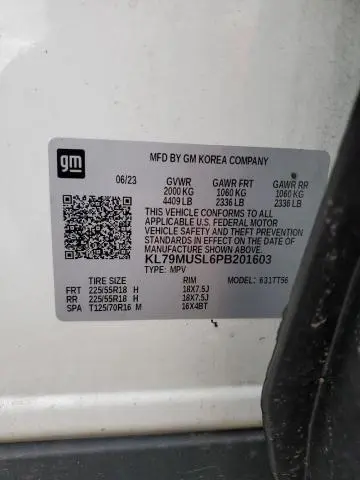 gm
MFD BY GM KOREA COMPANY
06/23 GVWR GAWR FRT GAWR RR
2000 KG 1060 KG 1060 KG
4409 LB 2336 LB 2336 LB
THIS VEHICLE CONFORMS TO ALL
APPLICABLE U.S. FEDERAL MOTOR
VEHICLE SAFETY AND THEFT PREVENTION
STANDARDS IN EFFECT ON THE DATE OF
MANUFACTURE SHOWN ABOVE.
KL79MUSL6PB201603
TYPE: MPV
TIRE SIZE RIM MODEL: 631TT56
FRT 225/55R18 H 18X7.5J
RR 225/55R18 H 18X7.5J
SPA T125/70R16 M 16X4BT